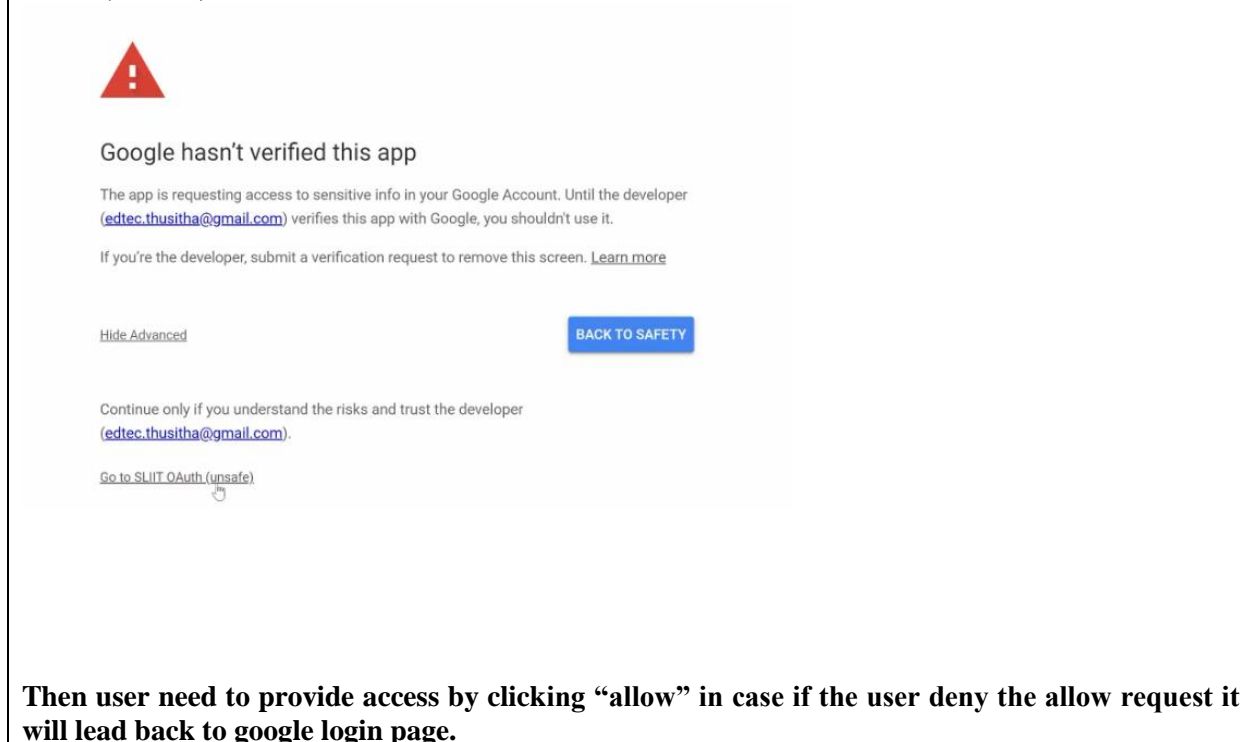 Google hasn't verified this app
The app is requesting access to sensitive info in your Google Account. Until the developer
(edtec.thusitha@gmail.com) verifies this app with Google, you shouldn't use it.
If you're the developer, submit a verification request to remove this screen. Learn more
Hide Advanced
BACK TO SAFETY
Continue only if you understand the risks and trust the developer
(edtec.thusitha@gmail.com).
Go to SLIIT OAuth (unsafe)
Then user need to provide access by clicking “allow” in case if the user deny the allow request it
will lead back to google login page.